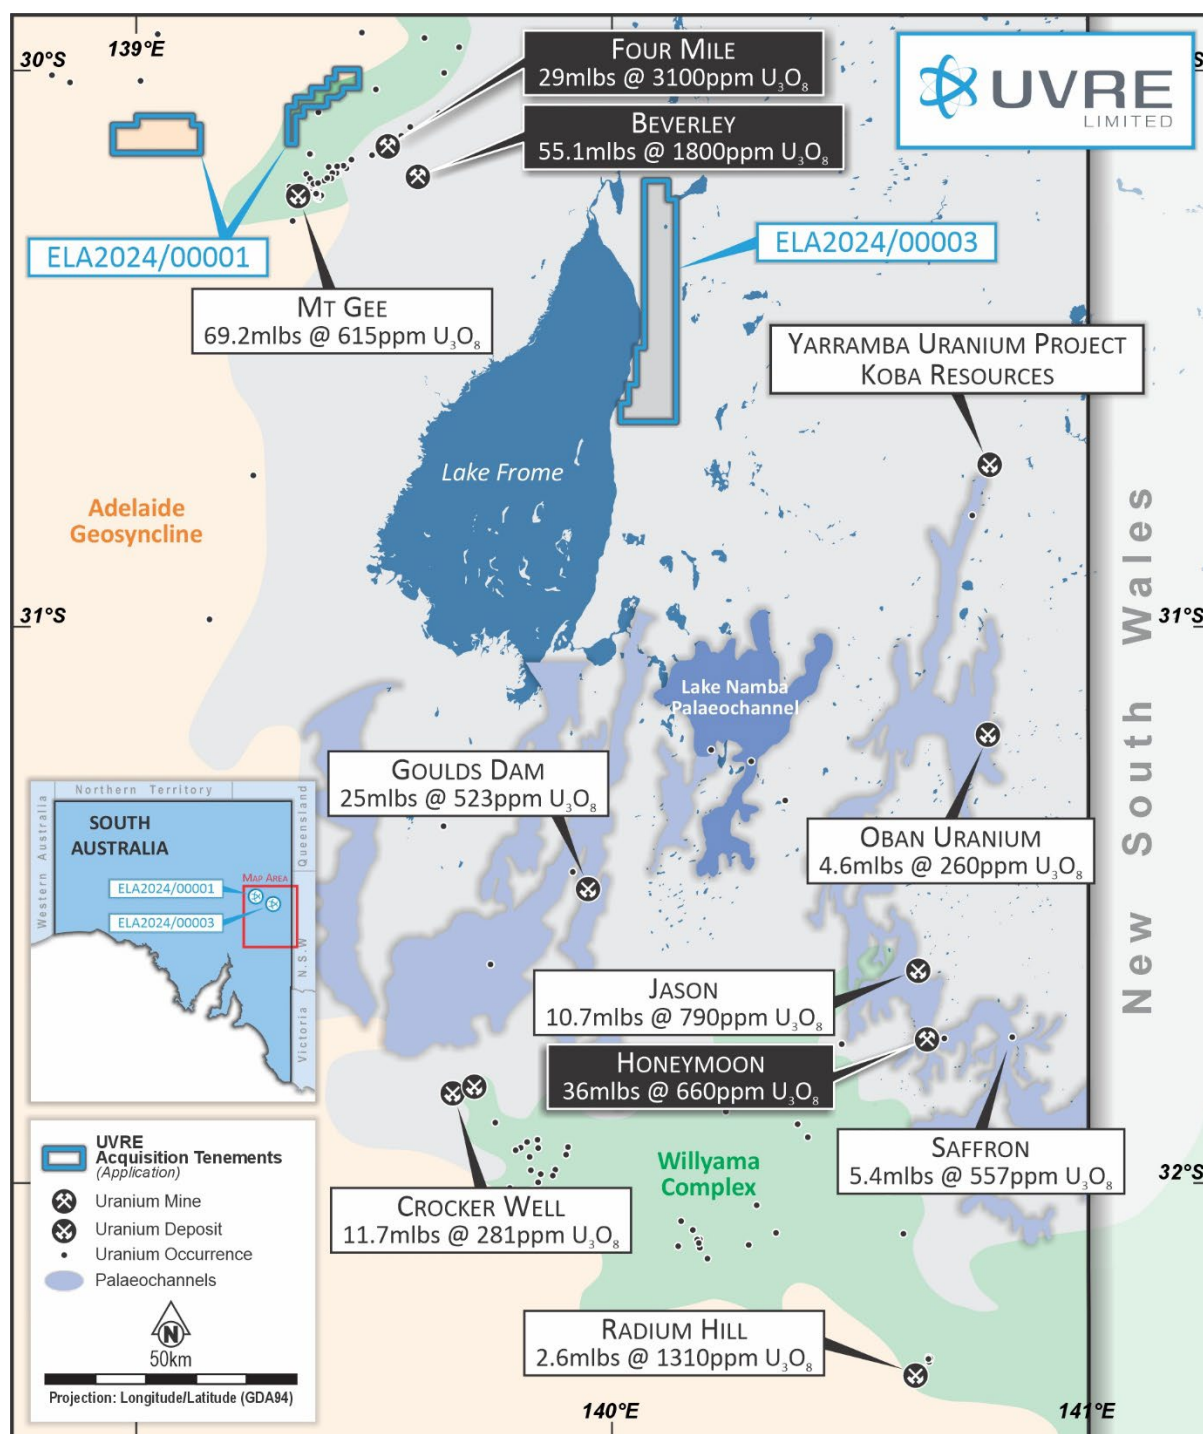 139°E
30°S
FOUR MILE
29mlbs @ 3100ppm U₃O₈
BEVERLEY
55.1mlbs @ 1800ppm U₃O₈
UVRE
LIMITED
ELA2024/00001
ELA2024/00003
MT GEE
69.2mlbs @ 615ppm U₃O₈
YARRAMBA URANIUM PROJECT
KOBA RESOURCES
Lake Frome
Adelaide
Geosyncline
New South Wales
31°S
31°S
Lake Namba
Palaeochannel
GOULDS DAM
25mlbs @ 523ppm U₃O₈
OBAN URANIUM
4.6mlbs @ 260ppm U₃O₈
Northern Territory
Western Australia
SOUTH
AUSTRALIA
Queensland
MAP AREA
ELA2024/00001
ELA2024/00003
N.S.W
Victoria
JASON
10.7mlbs @ 790ppm U₃O₈
HONEYMOON
36mlbs @ 660ppm U₃O₈
SAFFRON
5.4mlbs @ 557ppm U₃O₈
32°S
Willyama
Complex
CROCKER WELL
11.7mlbs @ 281ppm U₃O₈
RADIUM HILL
2.6mlbs @ 1310ppm U₃O₈
UVRE
Acquisition Tenements
(Application)
Uranium Mine
Uranium Deposit
Uranium Occurrence
Palaeochannels
N
50km
Projection: Longitude/Latitude (GDA94)
140°E
141°E